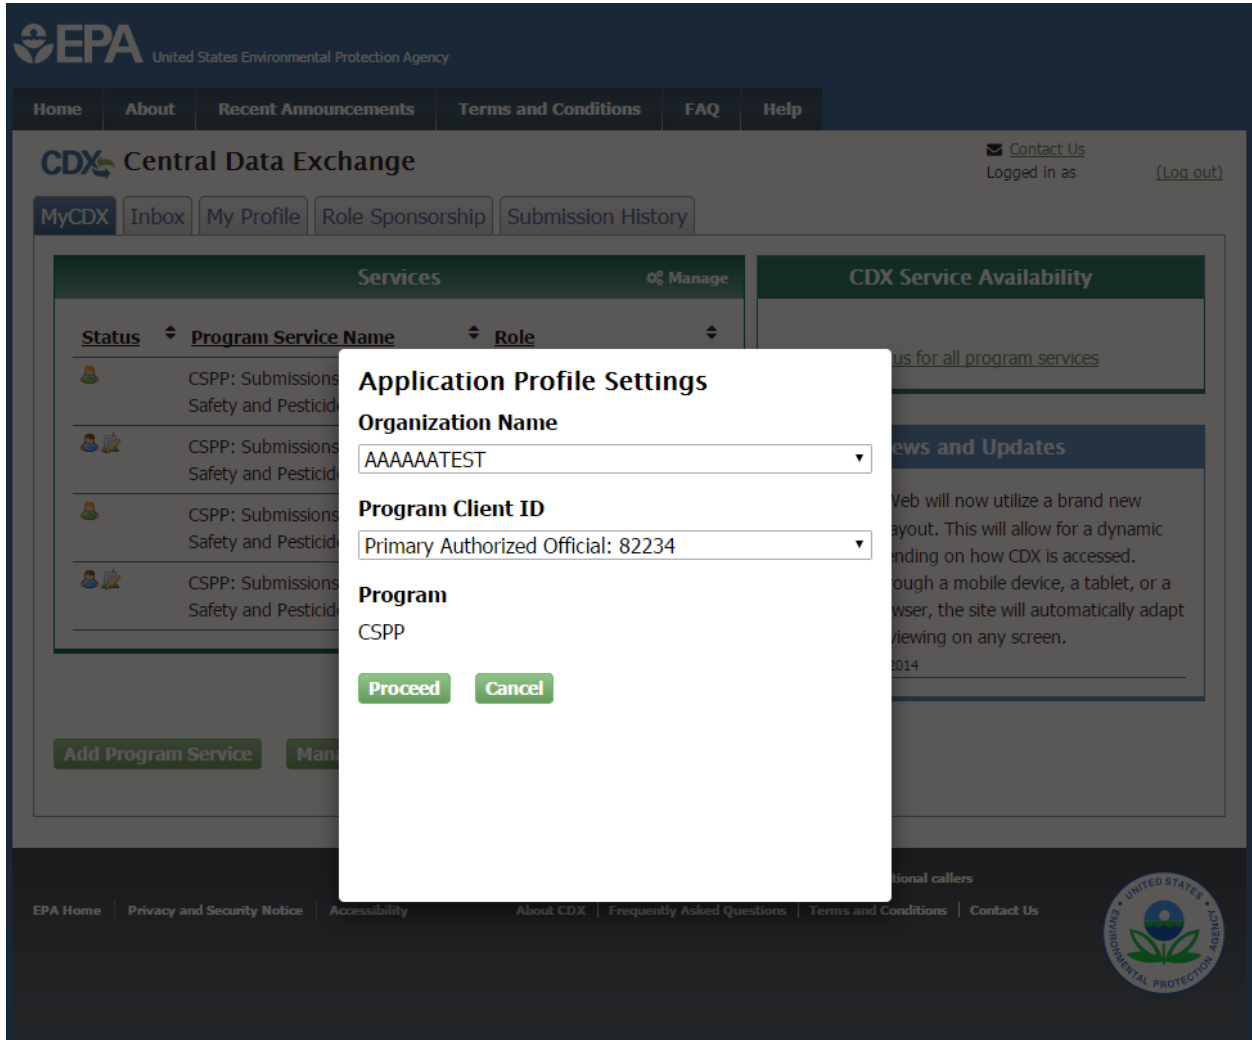 EPA United States Environmental Protection Agency
Home About Recent Announcements Terms and Conditions FAQ Help
CDX Central Data Exchange
Contact Us
Logged in as (Log out)
MyCDX Inbox My Profile Role Sponsorship Submission History
Services Manage
CDX Service Availability
Status Program Service Name Role
us for all program services
CSPP: Submissions
Safety and Pesticid
CSPP: Submissions
Safety and Pesticid
CSPP: Submissions
Safety and Pesticid
CSPP: Submissions
Safety and Pesticid
Application Profile Settings
Organization Name
AAAAAATEST
Program Client ID
Primary Authorized Official: 82234
Program
CSPP
Proceed Cancel
ews and Updates
Web will now utilize a brand new
ayout. This will allow for a dynamic
ending on how CDX is accessed.
ough a mobile device, a tablet, or a
wser, the site will automatically adapt
viewing on any screen.
2014
Add Program Service Mana
tional callers
EPA Home Privacy and Security Notice Accessibility About CDX Frequently Asked Questions Terms and Conditions Contact Us
UNITED STATES
ENVIRONMENTAL PROTECTION AGENCY